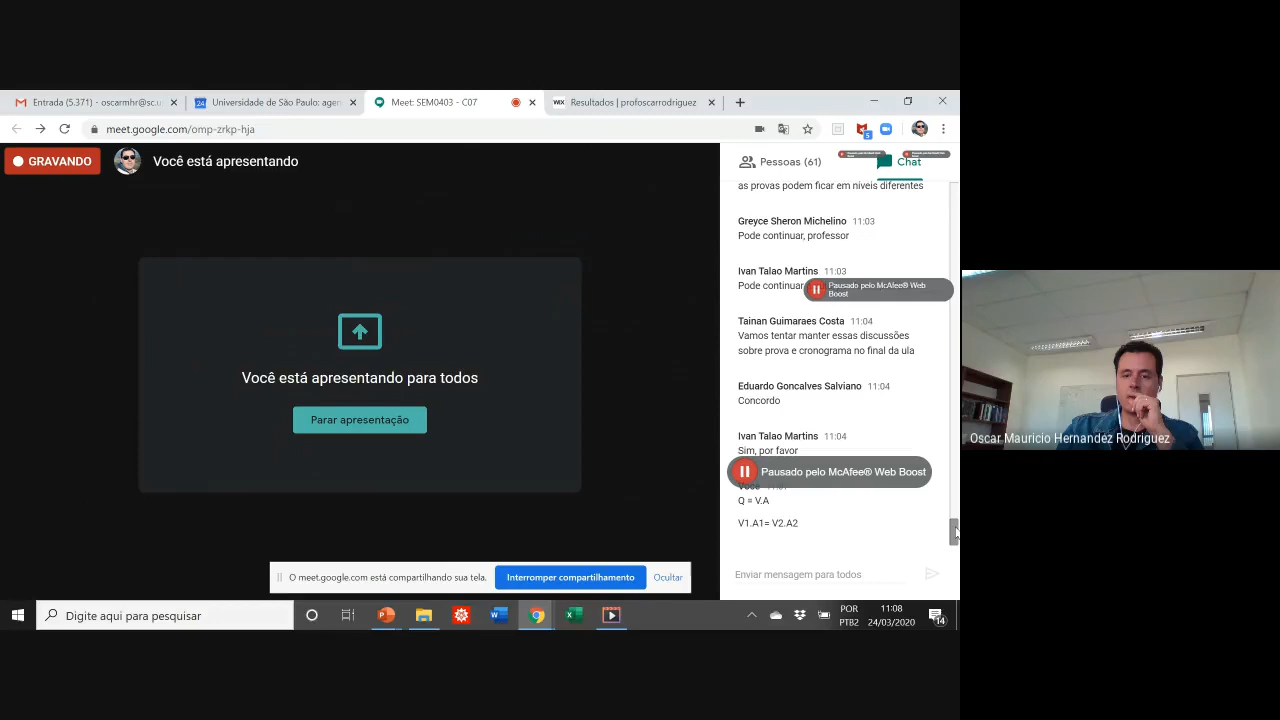 Entrada (5.371) - oscarmhr@sc.u
Universidade de São Paulo: agen
Meet: SEM0403 - C07
Resultados | profoscarrodriguez
meet.google.com/omp-zrkp-hja
GRAVANDO
Você está apresentando
Pessoas (61)
Chat
as provas podem ficar em níveis diferentes
Greyce Sheron Michelino 11:03
Pode continuar, professor
Ivan Talao Martins 11:03
Pode continuar
Pausado pelo McAfee® Web
Boost
Tainan Guimaraes Costa 11:04
Vamos tentar manter essas discussões
sobre prova e cronograma no final da ula
Eduardo Goncalves Salviano 11:04
Concordo
Ivan Talao Martins 11:04
Sim, por favor
Pausado pelo McAfee® Web Boost
Q = V.A
V1.A1= V2.A2
Enviar mensagem para todos
Você está apresentando para todos
Parar apresentação
O meet.google.com está compartilhando sua tela.
Interromper compartilhamento
Ocultar
Digite aqui para pesquisar
POR
PTB2
11:08
24/03/2020
14
Oscar Mauricio Hernandez Rodriguez